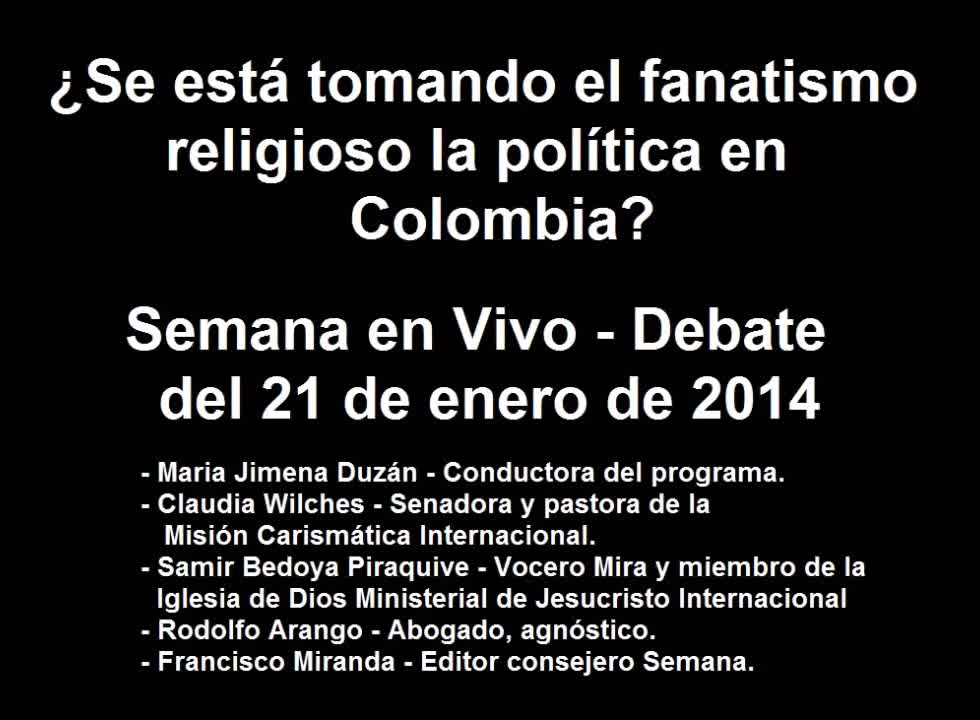 ¿Se está tomando el fanatismo
religioso la política en
Colombia?
Semana en Vivo - Debate
del 21 de enero de 2014
- Maria Jimena Duzán - Conductora del programa.
- Claudia Wilches - Senadora y pastora de la
Misión Carismática Internacional.
- Samir Bedoya Piraquive - Vocero Mira y miembro de la
Iglesia de Dios Ministerial de Jesucristo Internacional
- Rodolfo Arango - Abogado, agnóstico.
- Francisco Miranda - Editor consejero Semana.